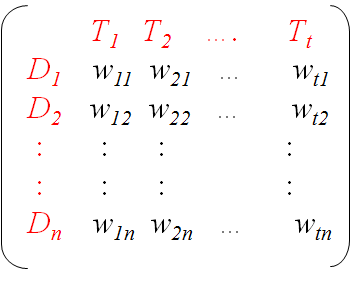 T1 T2 … . Tt
D1 w11 w21 … wt1
D2 w12 w22 … wt2
: : : :
: : : :
Dn w1n w2n … wtn